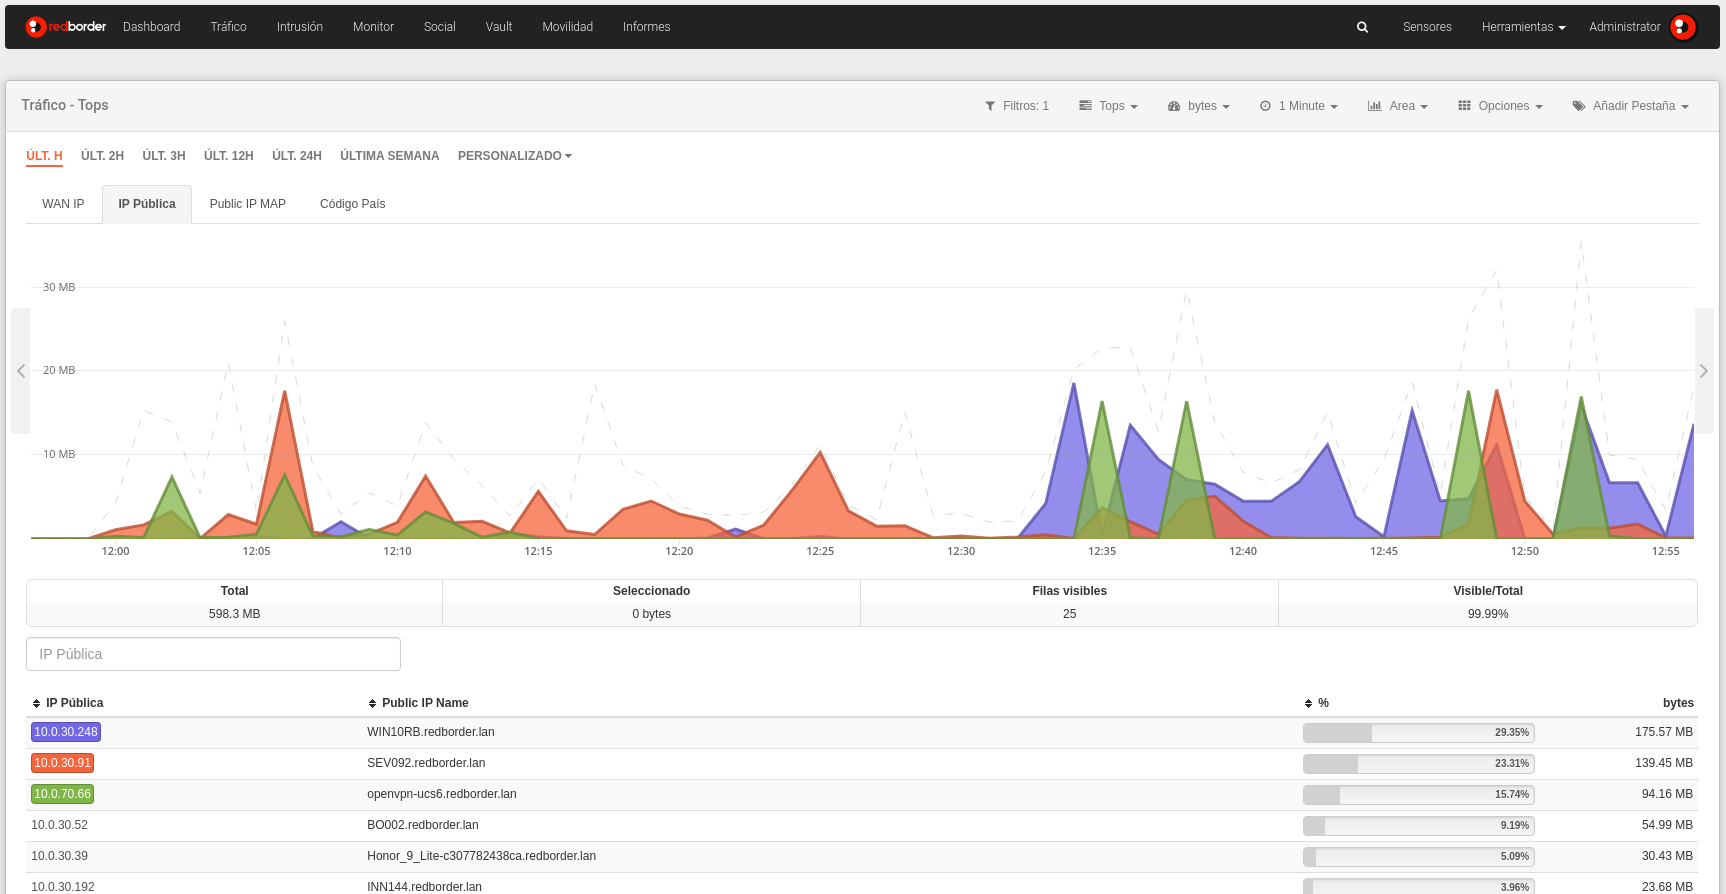 redborder Dashboard Tráfico Intrusión Monitor Social Vault Movilidad Informes Sensores Herramientas Administrator
Tráfico - Tops Filtros: 1 Tops bytes 1 Minute Area Opciones Añadir Pestaña
ÚLT. H ÚLT. 2H ÚLT. 3H ÚLT. 12H ÚLT. 24H ÚLTIMA SEMANA PERSONALIZADO
WAN IP IP Pública Public IP MAP Código País
30 MB
20 MB
10 MB
12:00 12:05 12:10 12:15 12:20 12:25 12:30 12:35 12:40 12:45 12:50 12:55
Total Seleccionado Filas visibles Visible/Total
598.3 MB 0 bytes 25 99.99%
IP Pública
IP Pública Public IP Name % bytes
10.0.30.248 WIN10RB.redborder.lan 29.35% 175.57 MB
10.0.30.91 SEV092.redborder.lan 23.31% 139.45 MB
10.0.70.66 openvpn-ucs6.redborder.lan 15.74% 94.16 MB
10.0.30.52 BO002.redborder.lan 9.19% 54.99 MB
10.0.30.39 Honor_9_Lite-c307782438ca.redborder.lan 5.09% 30.43 MB
10.0.30.192 INN144.redborder.lan 3.96% 23.68 MB